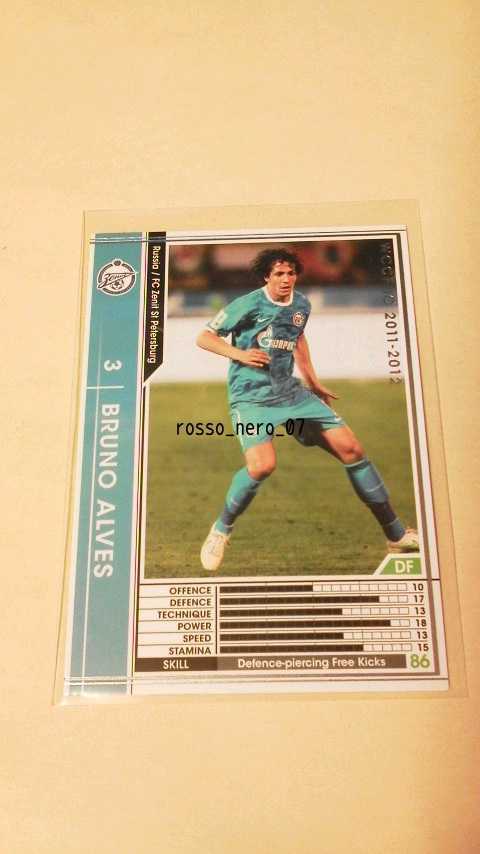 Russia / FC Zenit St Petersburg
2011-2012
ГАЗПРОМ
3 BRUNO ALVES
rosso_nero_07
DF
OFFENCE 10
DEFENCE 17
TECHNIQUE 13
POWER 18
SPEED 13
STAMINA 15
SKILL Defence-piercing Free Kicks 86